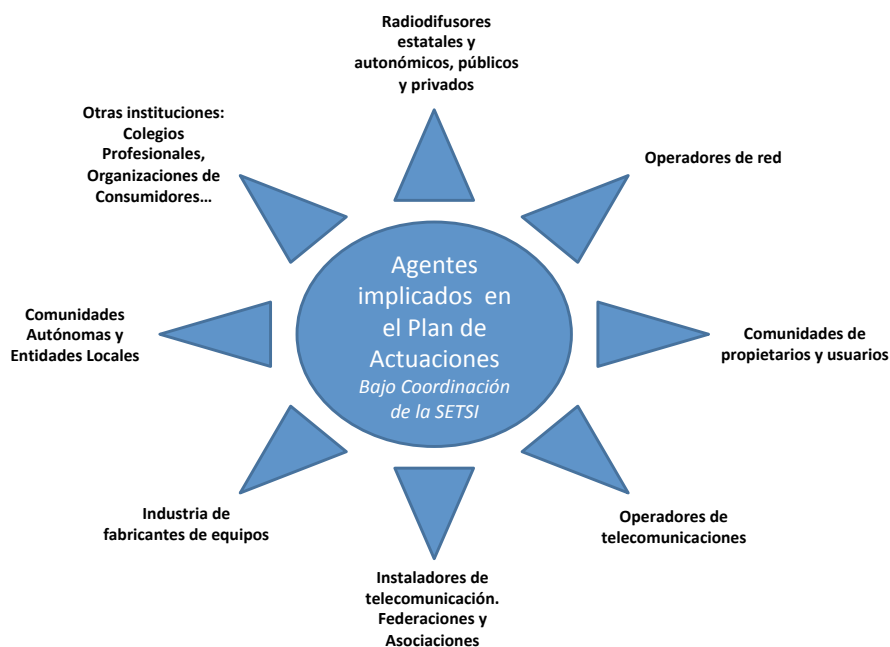 Radiodifusores
estatales y
autonómicos, públicos
y privados
Otras instituciones:
Colegios
Profesionales,
Organizaciones de
Consumidores…
Operadores de red
Agentes
implicados en
el Plan de
Actuaciones
Bajo Coordinación
de la SETSI
Comunidades
Autónomas y
Entidades Locales
Comunidades de
propietarios y usuarios
Industria de
fabricantes de equipos
Operadores de
telecomunicaciones
Instaladores de
telecomunicación.
Federaciones y
Asociaciones